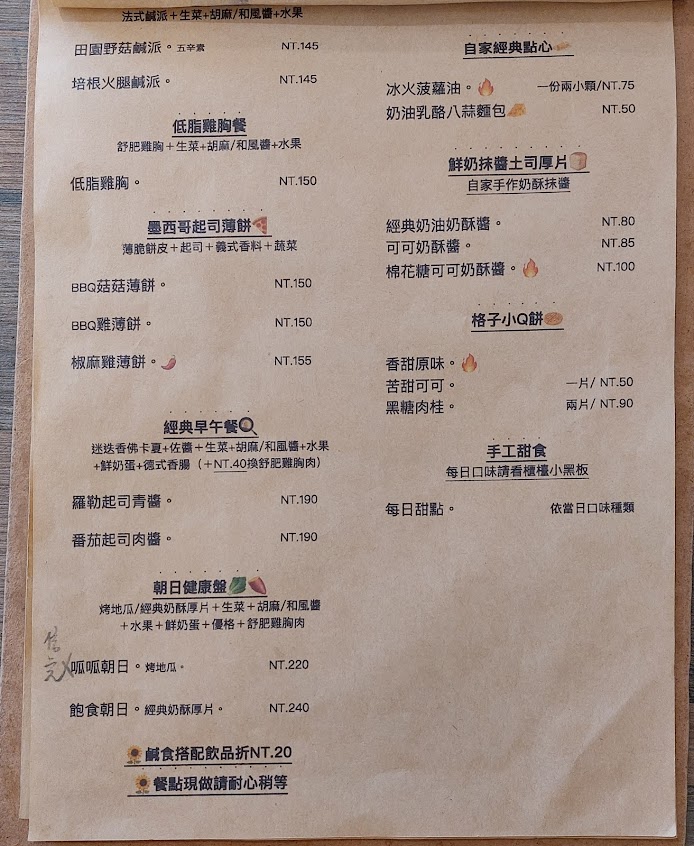 法式鹹派＋生菜＋胡麻/和風醬＋水果
田園野菇鹹派。五辛素 NT.145
培根火腿鹹派。 NT.145
低脂雞胸餐
舒肥雞胸＋生菜+胡麻/和風醬+水果
低脂雞胸。 NT.150
墨西哥起司薄餅
薄脆餅皮＋起司＋義式香料＋蔬菜
BBQ菇菇薄餅。 NT.150
BBQ雞薄餅。 NT.150
椒麻雞薄餅。 NT.155
經典早午餐
迷迭香佛卡夏+佐醬＋生菜+胡麻/和風醬+水果
+鮮奶蛋+德式香腸（＋NT.40換舒肥雞胸肉）
羅勒起司青醬。 NT.190
番茄起司肉醬。 NT.190
朝日健康盤
烤地瓜/經典奶酥厚片＋生菜＋胡麻/和風醬
＋水果＋鮮奶蛋＋優格＋舒肥雞胸肉
售完
呱呱朝日。烤地瓜。 NT.220
飽食朝日。經典奶酥厚片。 NT.240
鹹食搭配飲品折NT.20
餐點現做請耐心稍等
自家經典點心
冰火菠蘿油。 一份兩小顆/NT.75
奶油乳酪八蒜麵包 NT.50
鮮奶抹醬土司厚片
自家手作奶酥抹醬
經典奶油奶酥醬。 NT.80
可可奶酥醬。 NT.85
棉花糖可可奶酥醬。 NT.100
格子小Q餅
香甜原味。
苦甜可可。 一片/ NT.50
黑糖肉桂。 兩片/ NT.90
手工甜食
每日口味請看櫃檯小黑板
每日甜點。 依當日口味種類